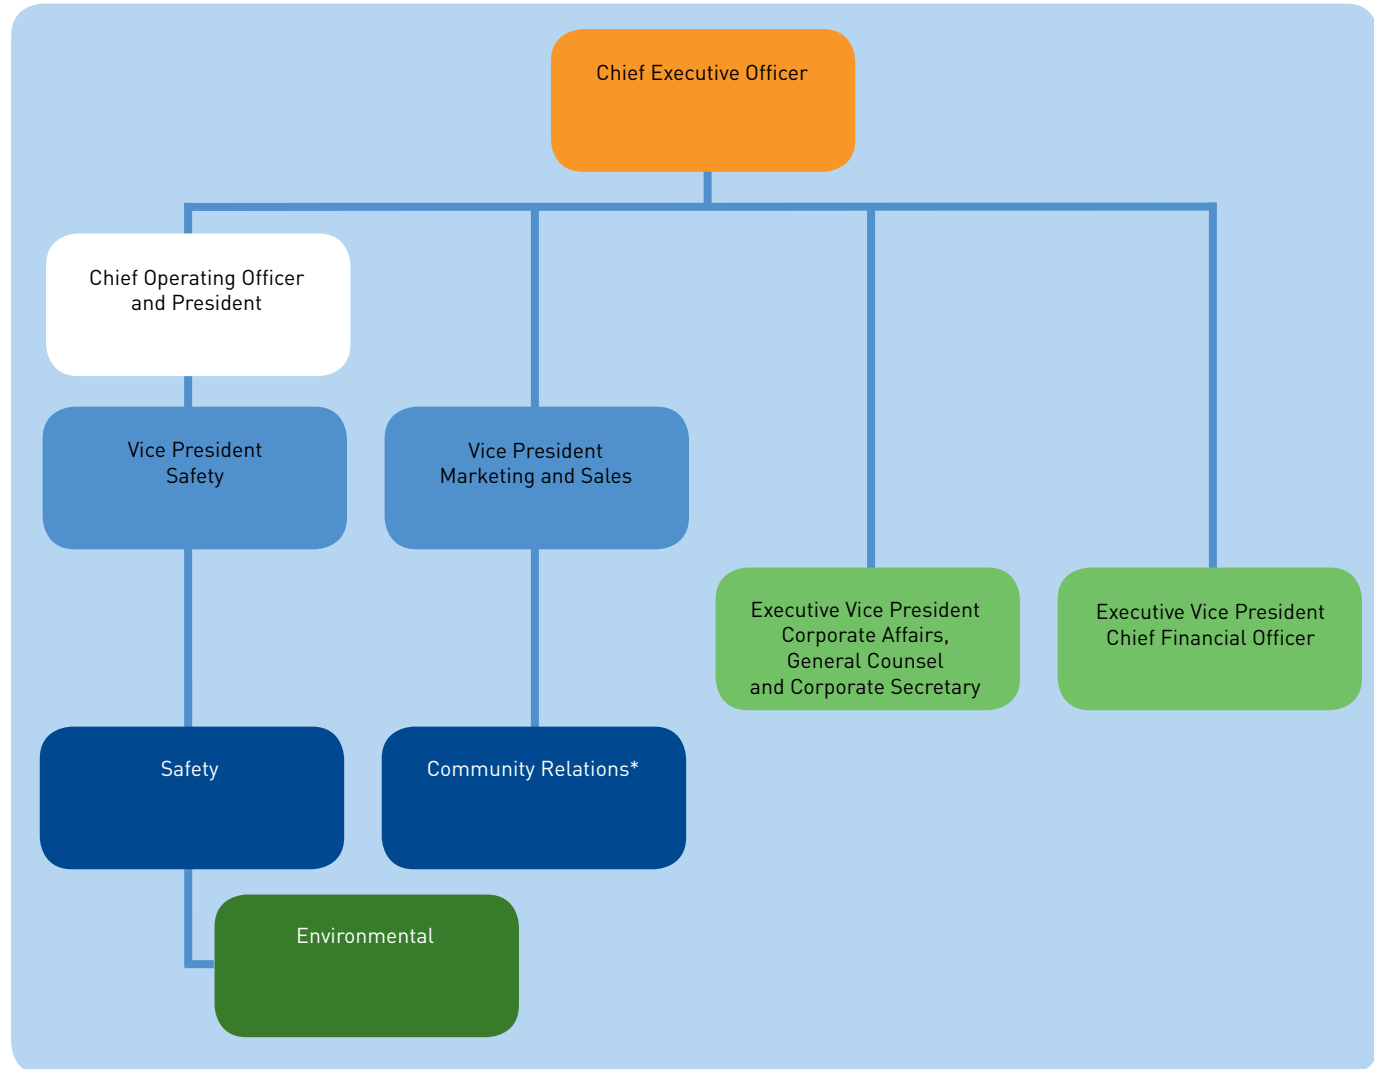 Chief Executive Officer
Chief Operating Officer
and President
Vice President
Safety
Vice President
Marketing and Sales
Executive Vice President
Corporate Affairs,
General Counsel
and Corporate Secretary
Executive Vice President
Chief Financial Officer
Safety
Community Relations*
Environmental